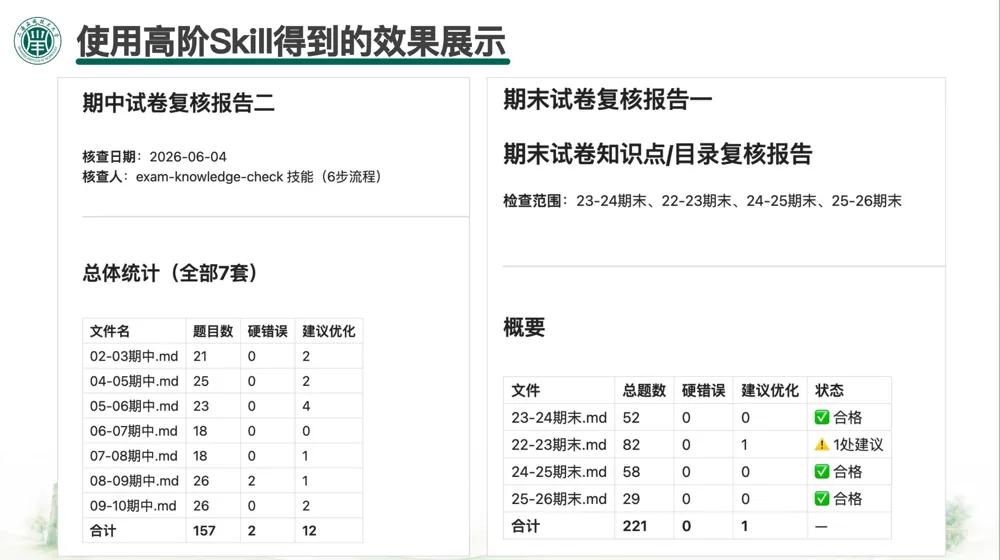 使用高阶Skill得到的效果展示
期中试卷复核报告二
核查日期：2026-06-04
核查人：exam-knowledge-check 技能（6步流程）
总体统计（全部7套）
文件名 题目数 硬错误 建议优化
02-03期中.md 21 0 2
04-05期中.md 25 0 2
05-06期中.md 23 0 4
06-07期中.md 18 0 0
07-08期中.md 18 0 1
08-09期中.md 26 2 1
09-10期中.md 26 0 2
合计 157 2 12
期末试卷复核报告一
期末试卷知识点/目录复核报告
检查范围：23-24期末、22-23期末、24-25期末、25-26期末
概要
文件 总题数 硬错误 建议优化 状态
23-24期末.md 52 0 0 ✅ 合格
22-23期末.md 82 0 1 ⚠️ 1处建议
24-25期末.md 58 0 0 ✅ 合格
25-26期末.md 29 0 0 ✅ 合格
合计 221 0 1 —